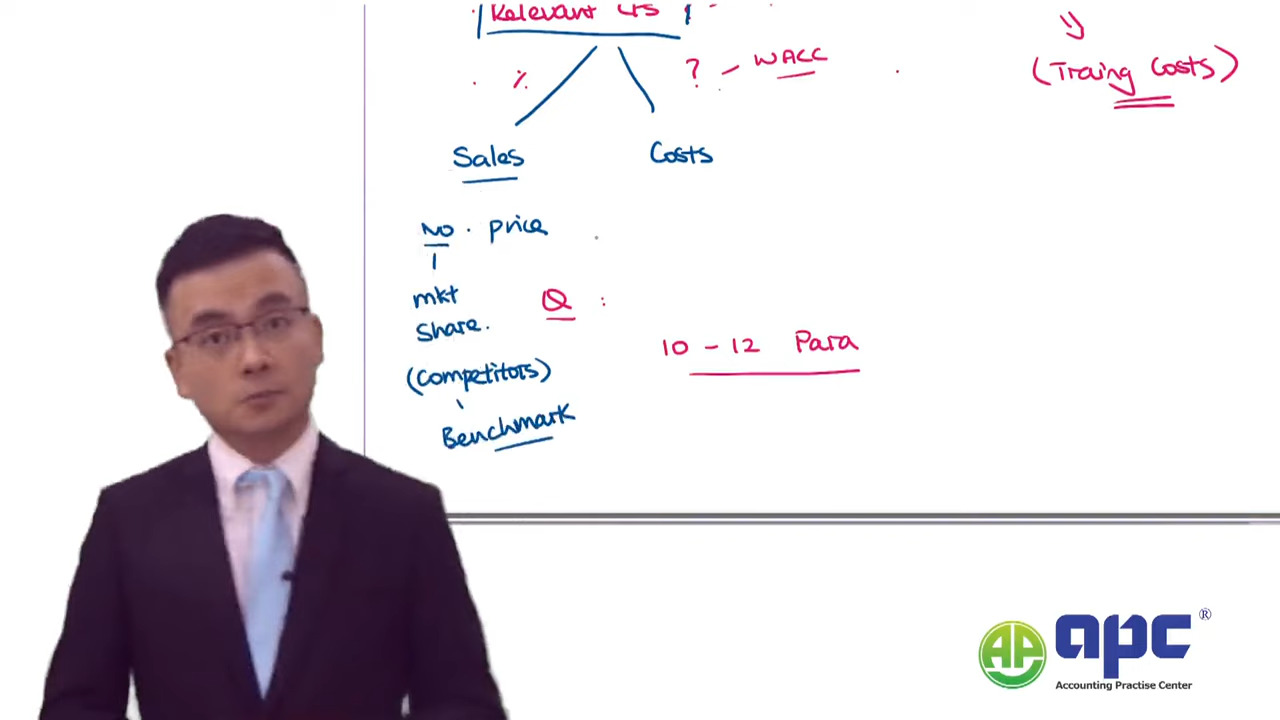 Relevant
%
? - WACC
(Traing Costs)
Sales
Costs
No. price
mkt
Share.
Q :
10 - 12 Para
(Competitors)
Benchmark
APC
apc®
Accounting Practise Center